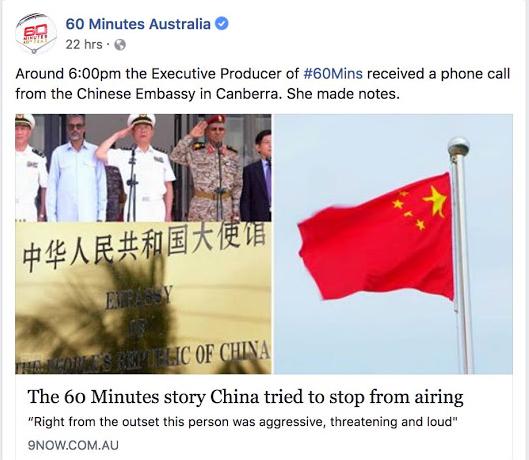 60 MINUTES
60 Minutes Australia
22 hrs ·
Around 6:00pm the Executive Producer of #60Mins received a phone call
from the Chinese Embassy in Canberra. She made notes.
中华人民共和国大使馆
EMBASSY
OF
THE PEOPLE'S REPUBLIC OF CHINA
The 60 Minutes story China tried to stop from airing
“Right from the outset this person was aggressive, threatening and loud"
9NOW.COM.AU